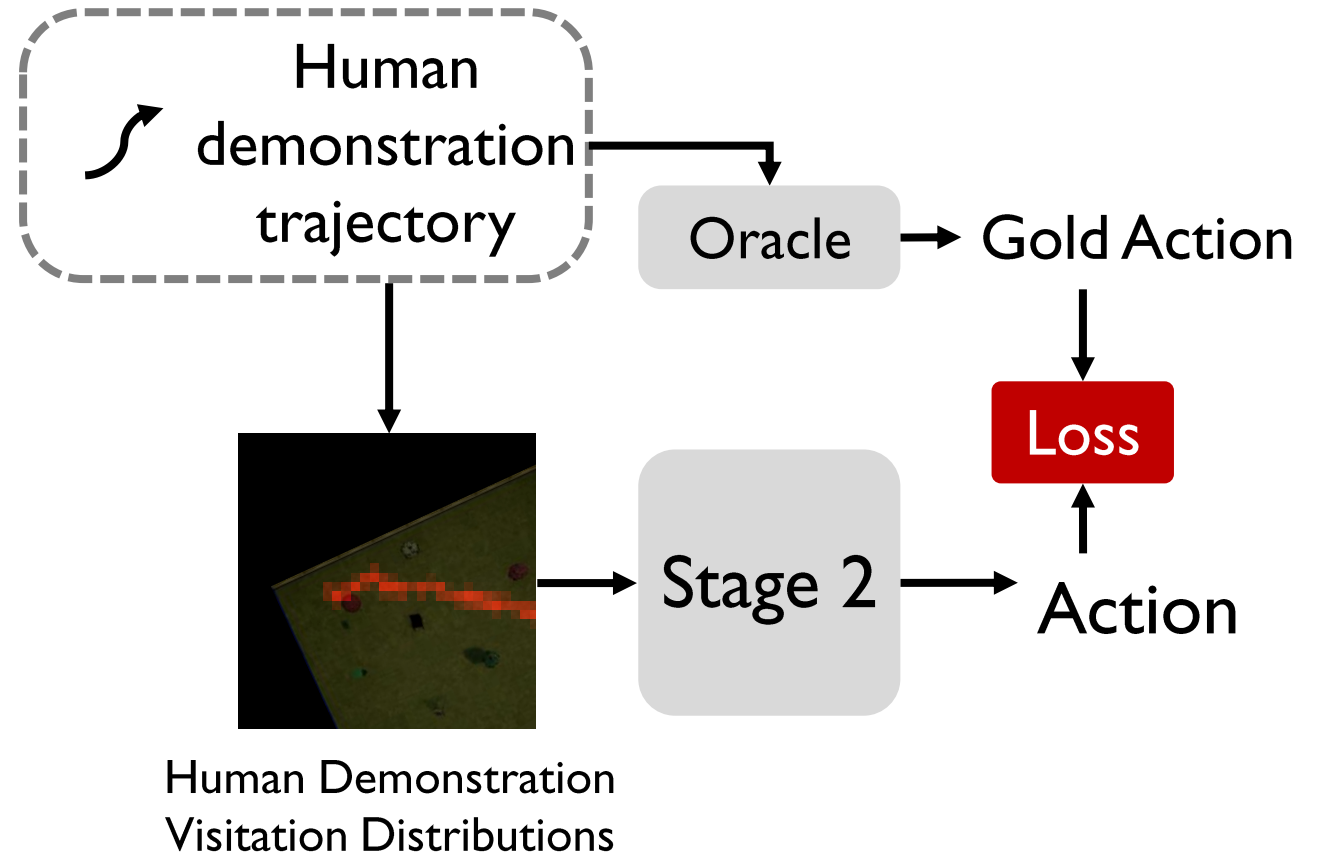 Human
demonstration
trajectory
Oracle
Gold Action
Loss
Stage 2
Action
Human Demonstration
Visitation Distributions